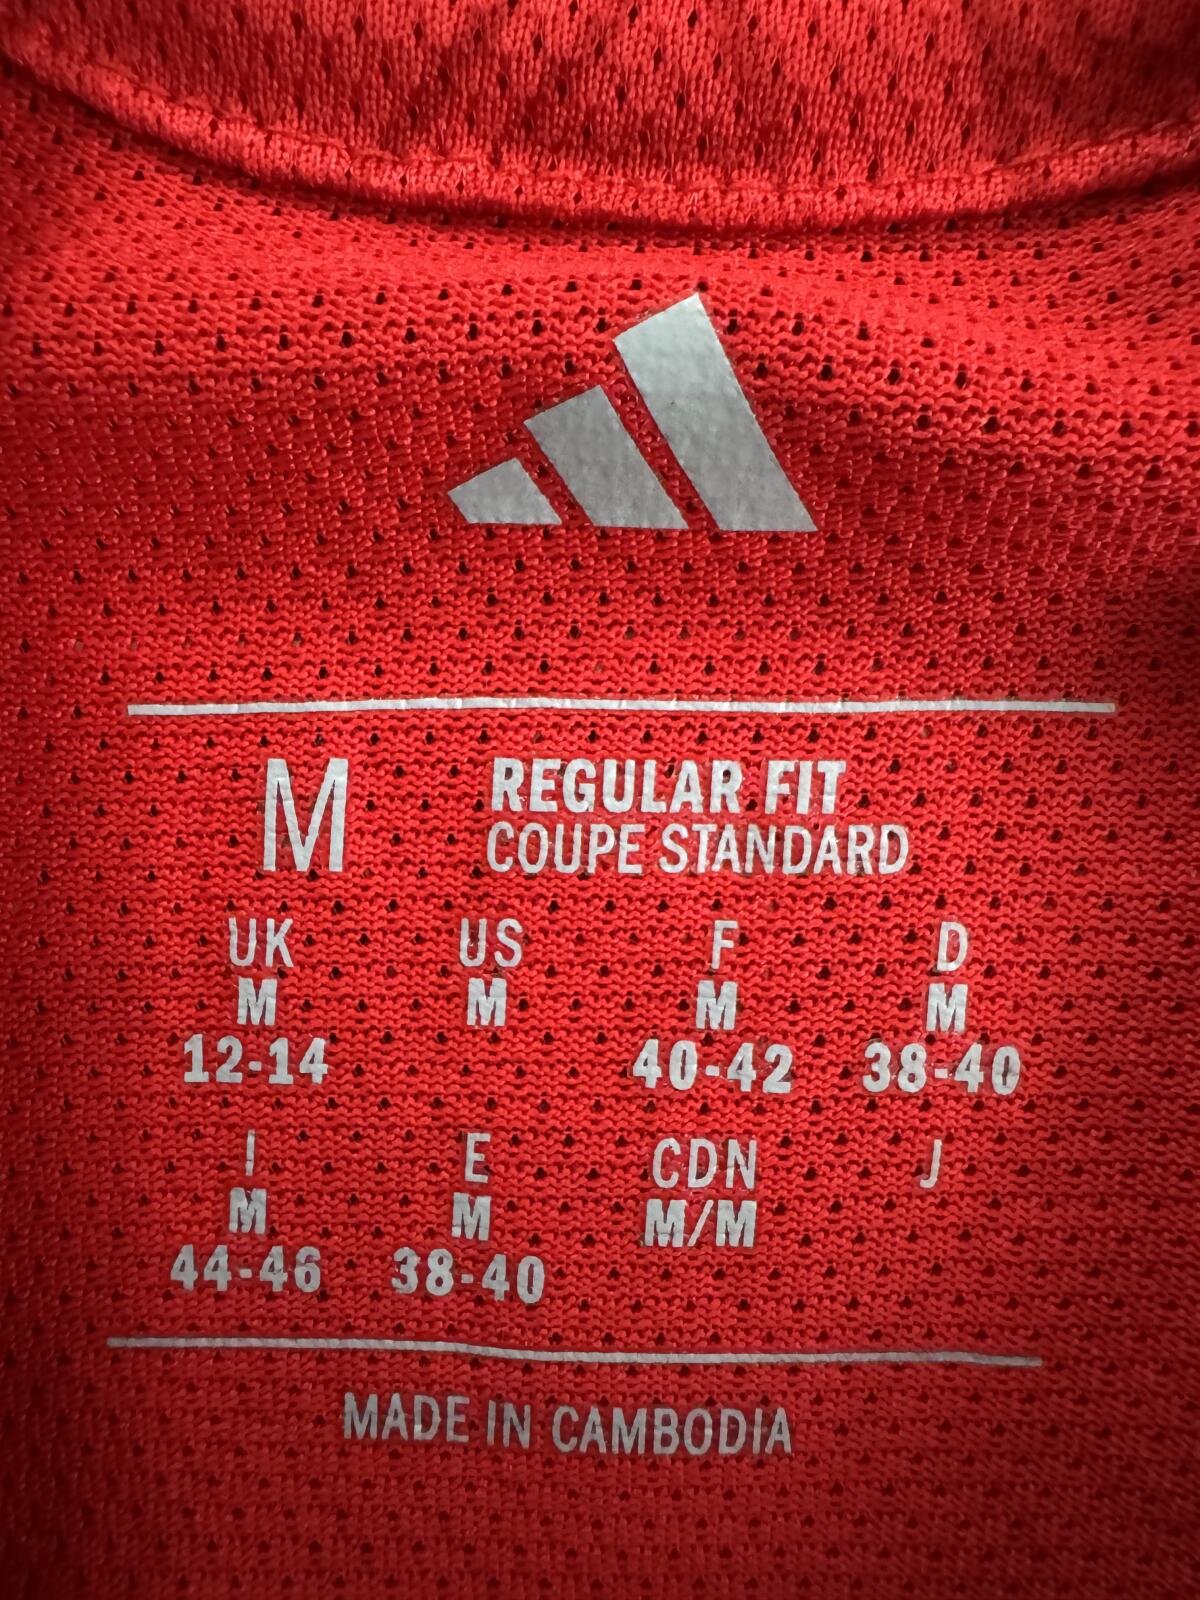 M REGULAR FIT
COUPE STANDARD
UK US F D
M M M M
12-14 40-42 38-40
I E CDN J
M M M/M
44-46 38-40
MADE IN CAMBODIA